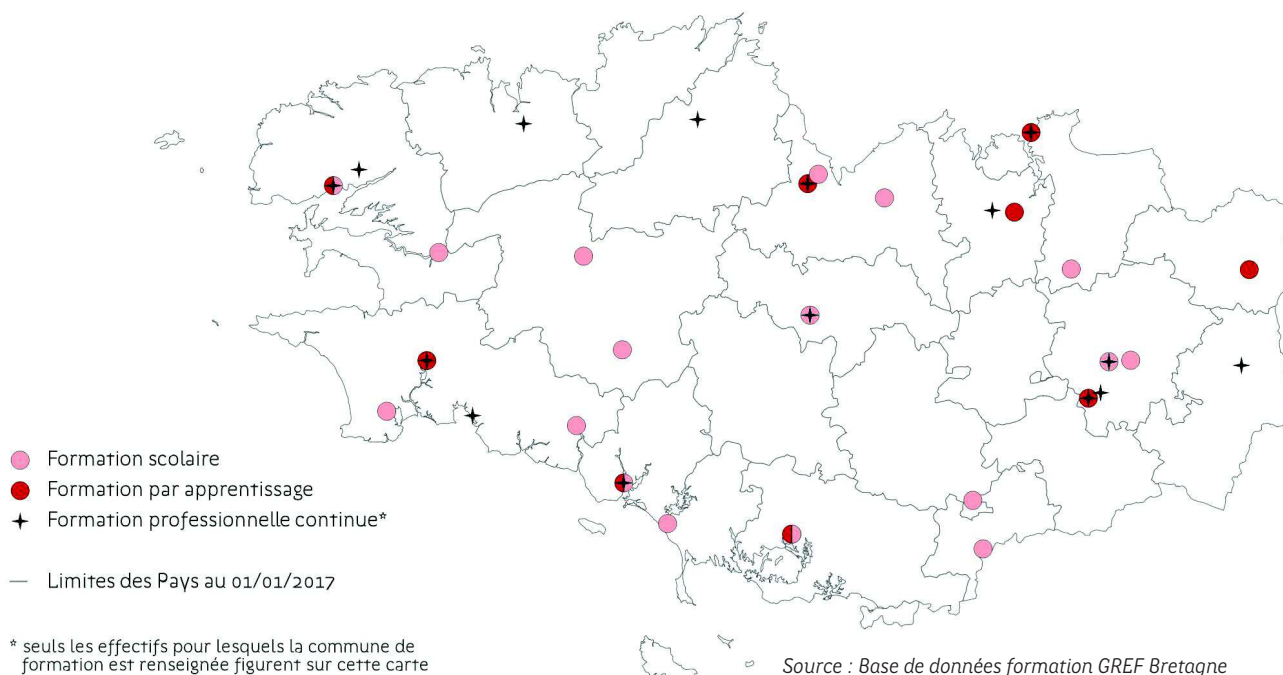 Formation scolaire
Formation par apprentissage
Formation professionnelle continue*
Limites des Pays au 01/01/2017
* seuls les effectifs pour lesquels la commune de
formation est renseignée figurent sur cette carte
Source : Base de données formation GREF Bretagne